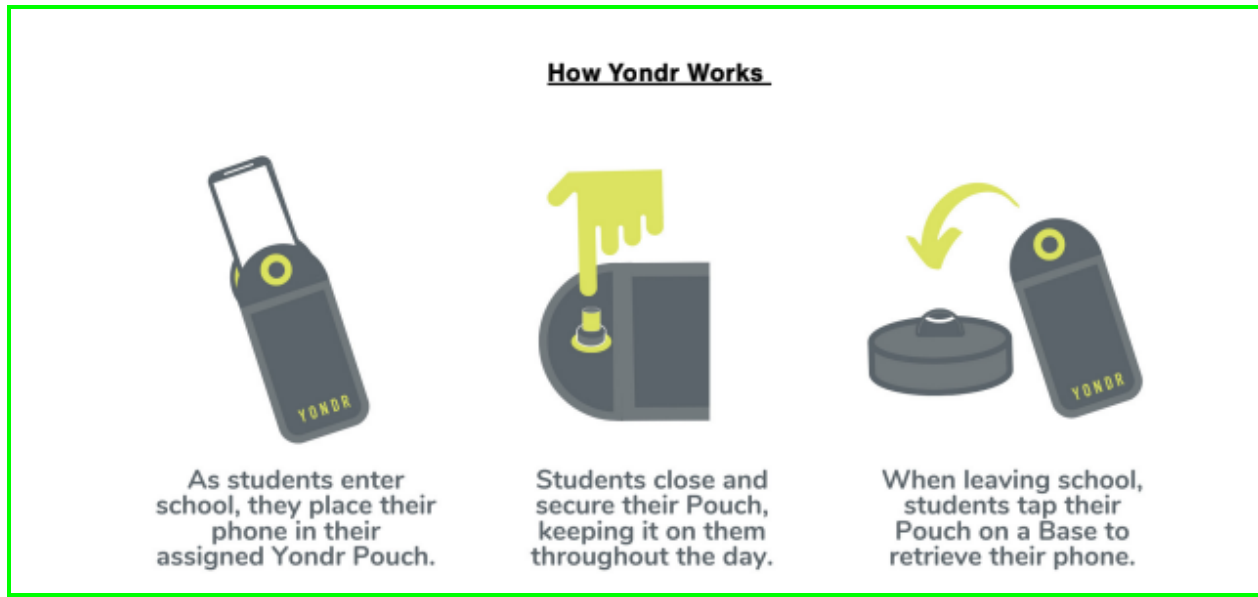 How Yondr Works
YONDR
As students enter
school, they place their
phone in their
assigned Yondr Pouch.
Students close and
secure their Pouch,
keeping it on them
throughout the day.
YONDR
When leaving school,
students tap their
Pouch on a Base to
retrieve their phone.